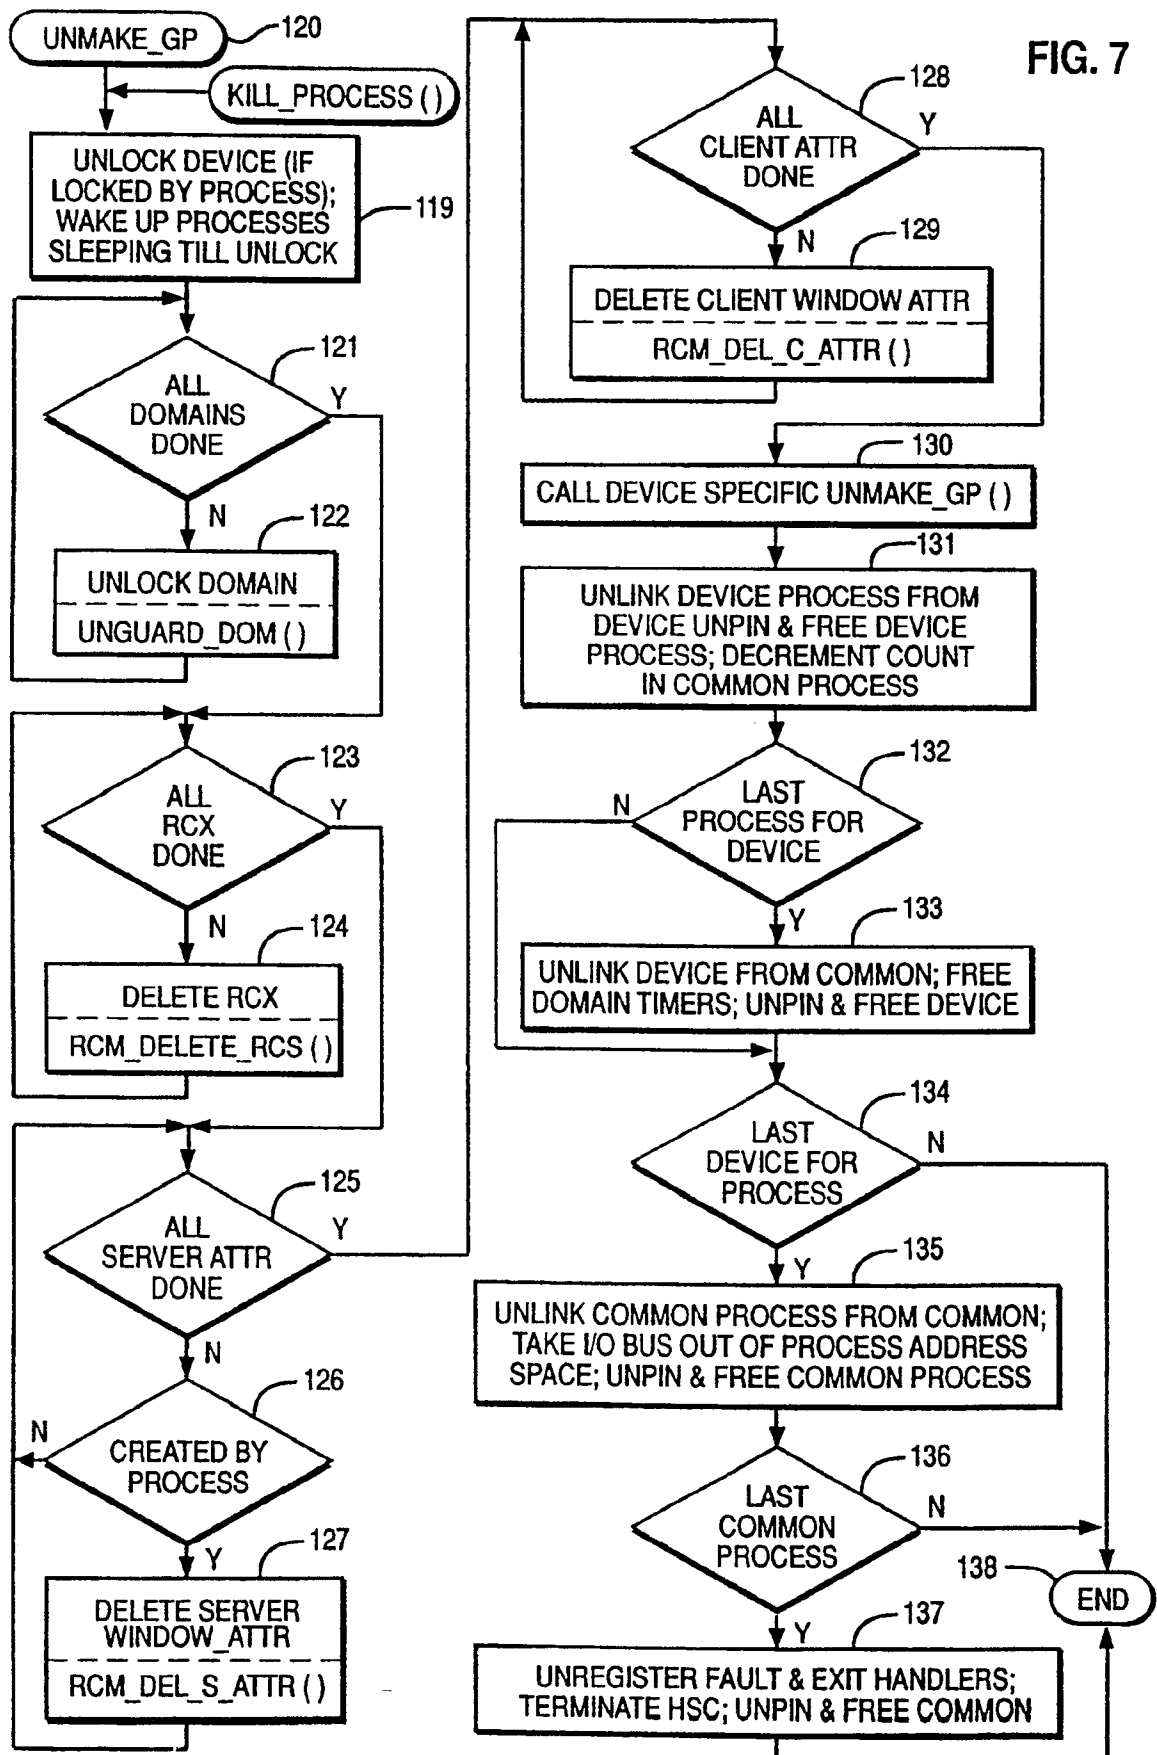 UNMAKE_GP
120
KILL_PROCESS ( )
UNLOCK DEVICE (IF
LOCKED BY PROCESS);
WAKE UP PROCESSES
SLEEPING TILL UNLOCK
119
121
ALL
DOMAINS
DONE
Y
N
122
UNLOCK DOMAIN
UNGUARD_DOM ( )
123
ALL
RCX
DONE
Y
N
124
DELETE RCX
RCM_DELETE_RCS ( )
125
ALL
SERVER ATTR
DONE
Y
N
126
N
CREATED BY
PROCESS
Y
127
DELETE SERVER
WINDOW_ATTR
RCM_DEL_S_ATTR ( )
FIG. 7
128
ALL
CLIENT ATTR
DONE
Y
N
129
DELETE CLIENT WINDOW ATTR
RCM_DEL_C_ATTR ( )
130
CALL DEVICE SPECIFIC UNMAKE_GP ( )
131
UNLINK DEVICE PROCESS FROM
DEVICE UNPIN & FREE DEVICE
PROCESS; DECREMENT COUNT
IN COMMON PROCESS
132
N
LAST
PROCESS FOR
DEVICE
Y
133
UNLINK DEVICE FROM COMMON; FREE
DOMAIN TIMERS; UNPIN & FREE DEVICE
134
LAST
DEVICE FOR
PROCESS
N
Y
135
UNLINK COMMON PROCESS FROM COMMON;
TAKE I/O BUS OUT OF PROCESS ADDRESS
SPACE; UNPIN & FREE COMMON PROCESS
136
LAST
COMMON
PROCESS
N
138
END
Y
137
UNREGISTER FAULT & EXIT HANDLERS;
TERMINATE HSC; UNPIN & FREE COMMON